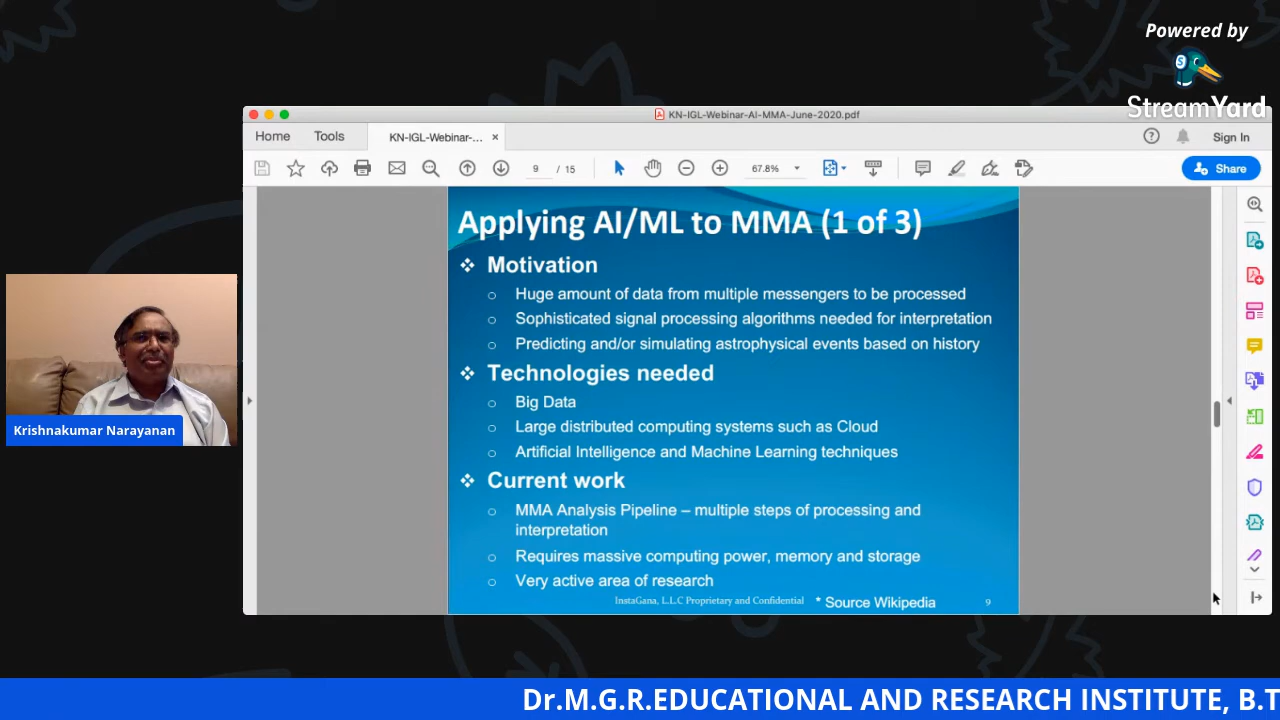 Powered by
StreamYard
KN-IGL-Webinar-AI-MMA-June-2020.pdf
Home
Tools
KN-IGL-Webinar-...
Sign In
9 / 15
67.8%
Share
Applying AI/ML to MMA (1 of 3)
Motivation
Huge amount of data from multiple messengers to be processed
Sophisticated signal processing algorithms needed for interpretation
Predicting and/or simulating astrophysical events based on history
Technologies needed
Big Data
Large distributed computing systems such as Cloud
Artificial Intelligence and Machine Learning techniques
Current work
MMA Analysis Pipeline – multiple steps of processing and
interpretation
Requires massive computing power, memory and storage
Very active area of research
InstaGana, L.L.C Proprietary and Confidential
* Source Wikipedia
9
Krishnakumar Narayanan
Dr.M.G.R.EDUCATIONAL AND RESEARCH INSTITUTE, B.T